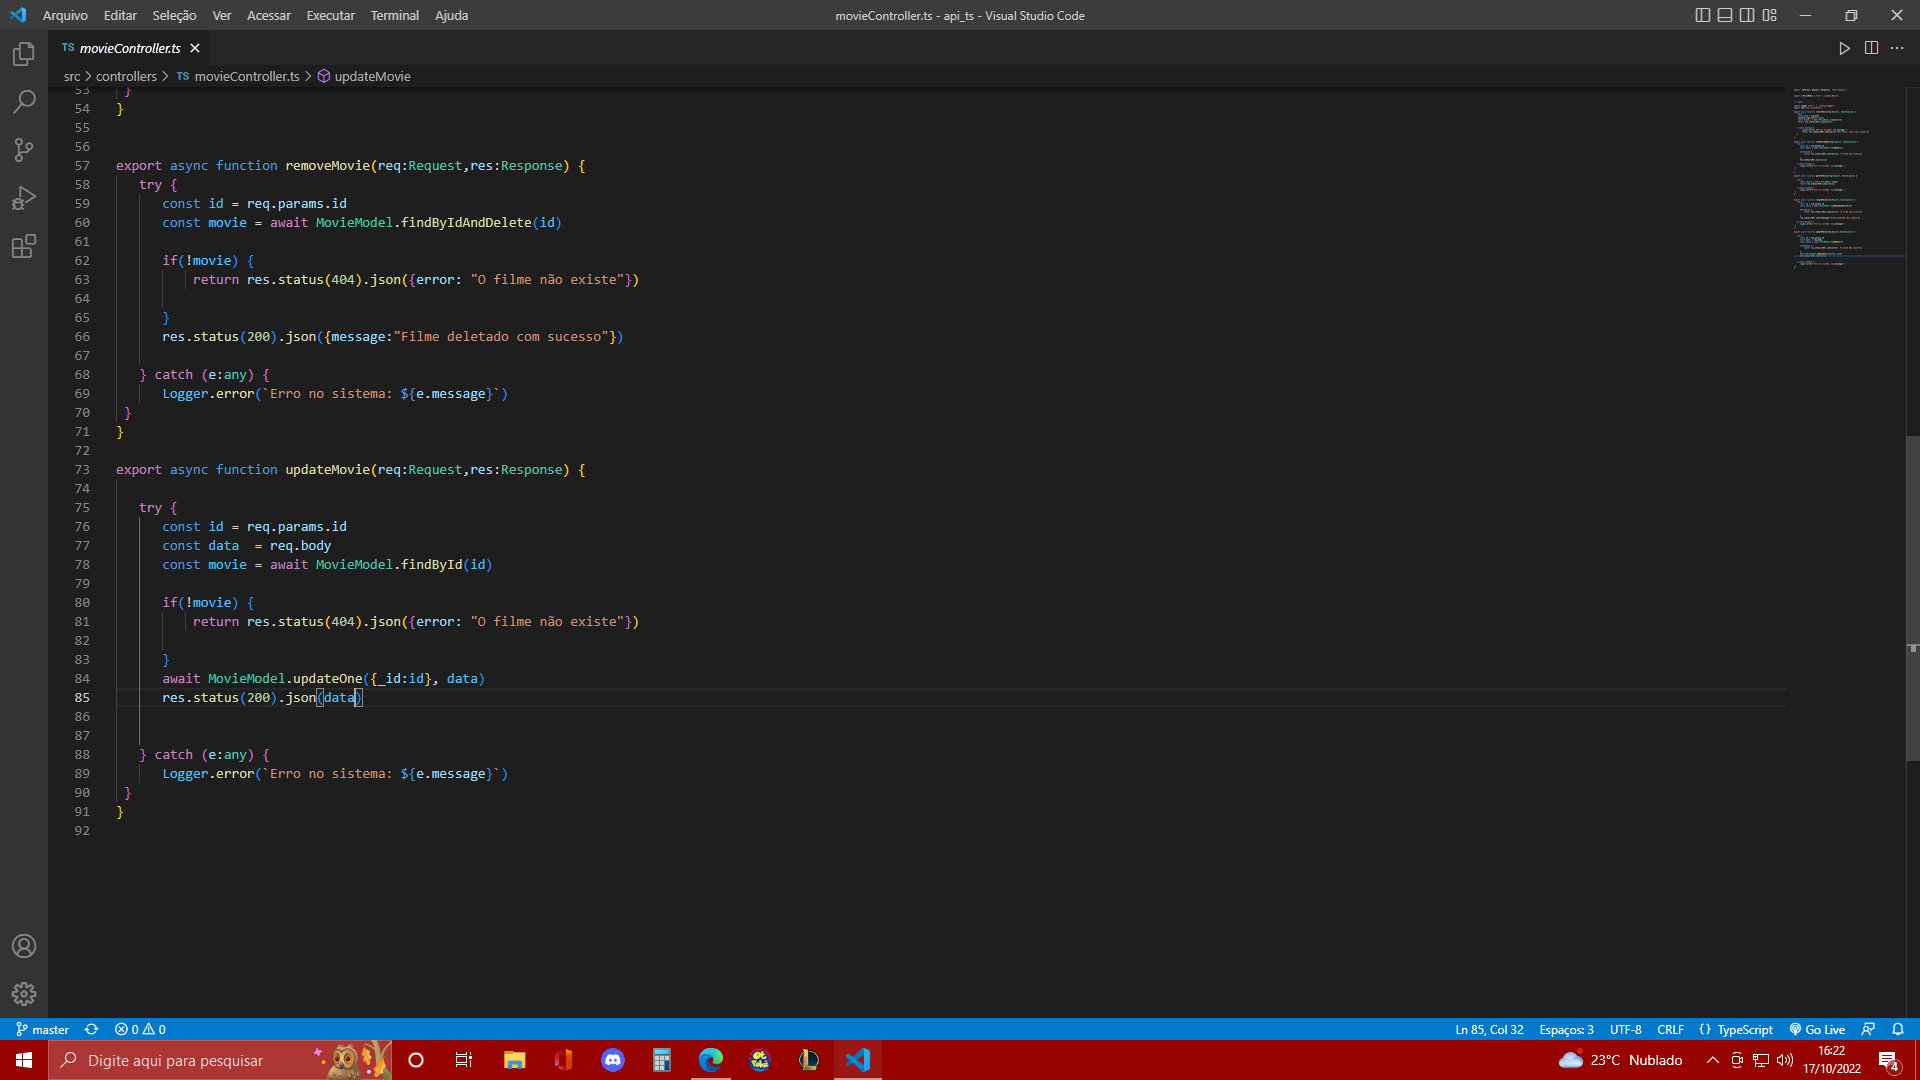 Arquivo Editar Seleção Ver Acessar Executar Terminal Ajuda
movieController.ts - api_ts - Visual Studio Code
TS movieController.ts
src > controllers > TS movieController.ts > updateMovie
53 }
54 }
55
56
57 export async function removeMovie(req:Request,res:Response) {
58 try {
59 const id = req.params.id
60 const movie = await MovieModel.findByIdAndDelete(id)
61
62 if(!movie) {
63 return res.status(404).json({error: "O filme não existe"})
64
65 }
66 res.status(200).json({message:"Filme deletado com sucesso"})
67
68 } catch (e:any) {
69 Logger.error(`Erro no sistema: ${e.message}`)
70 }
71 }
72
73 export async function updateMovie(req:Request,res:Response) {
74
75 try {
76 const id = req.params.id
77 const data  = req.body
78 const movie = await MovieModel.findById(id)
79
80 if(!movie) {
81 return res.status(404).json({error: "O filme não existe"})
82
83 }
84 await MovieModel.updateOne({_id:id}, data)
85 res.status(200).json(data)
86
87
88 } catch (e:any) {
89 Logger.error(`Erro no sistema: ${e.message}`)
90 }
91 }
92
master 0 0 Ln 85, Col 32 Espaços: 3 UTF-8 CRLF { } TypeScript Go Live
Digite aqui para pesquisar
23°C Nublado
16:22
17/10/2022
4